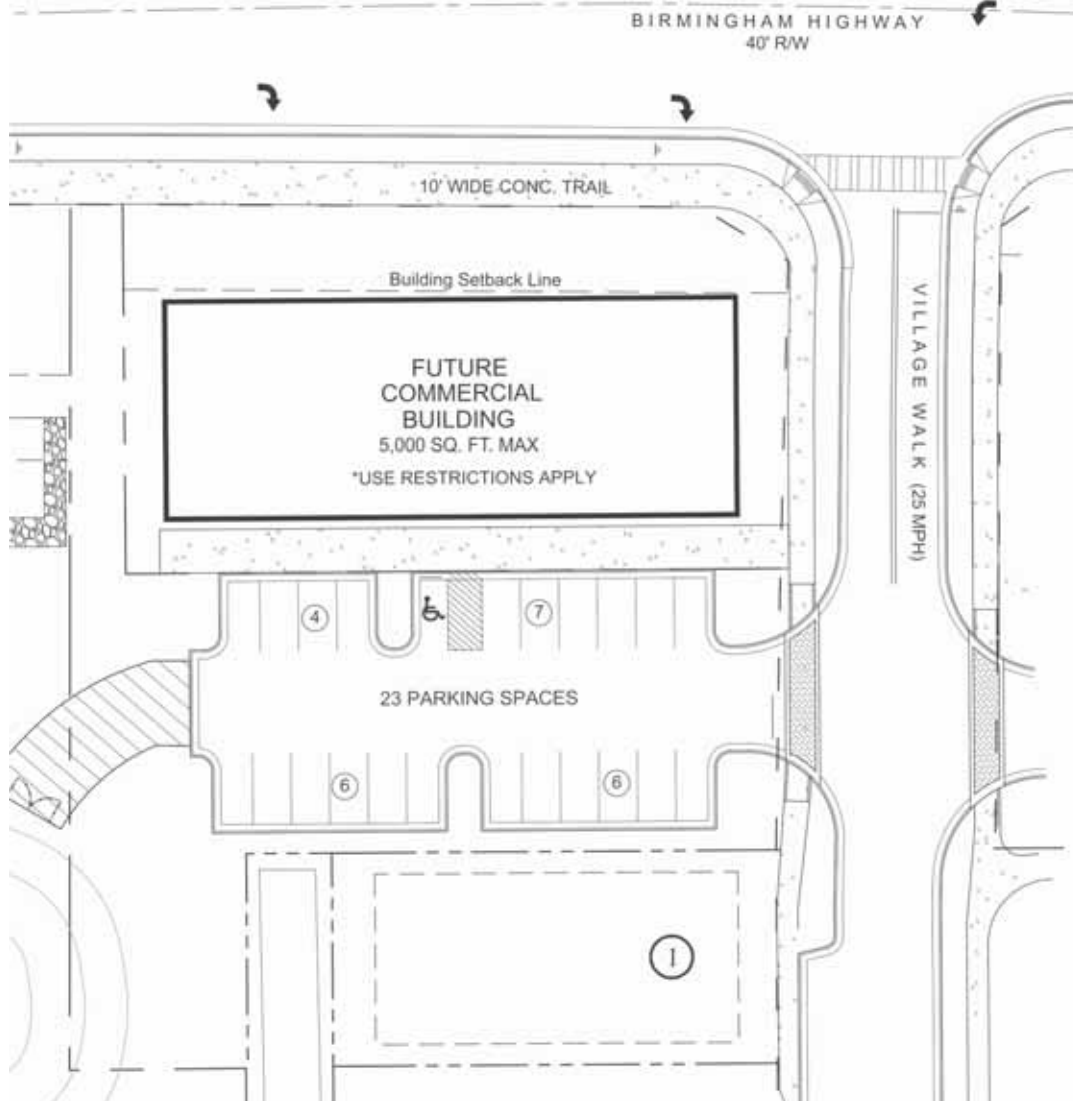 BIRMINGHAM HIGHWAY
40' R/W
10' WIDE CONC. TRAIL
Building Setback Line
FUTURE
COMMERCIAL
BUILDING
5,000 SQ. FT. MAX
*USE RESTRICTIONS APPLY
VILLAGE WALK (25 MPH)
4
7
23 PARKING SPACES
6
6
1